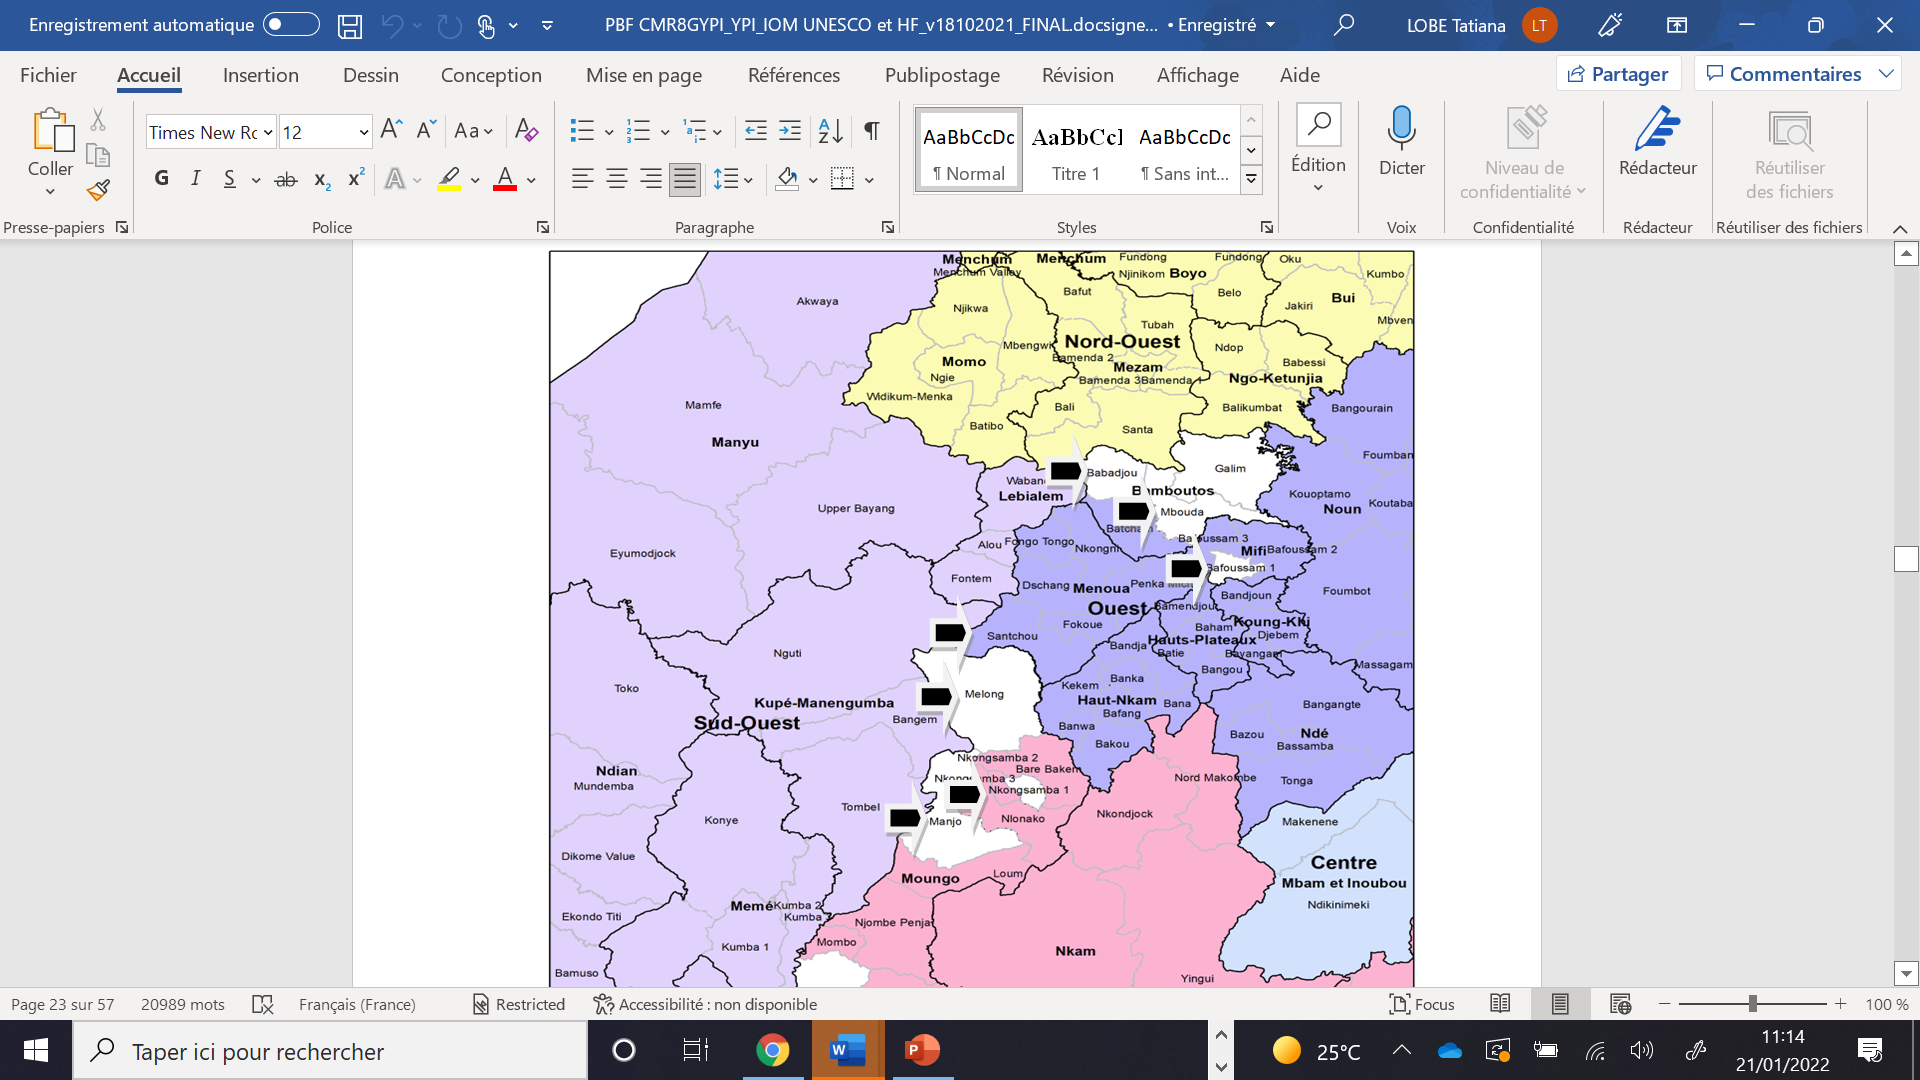 Enregistrement automatique
PBF CMR8GYPI_YPI_IOM UNESCO et HF_v18102021_FINAL.docsigne... • Enregistré
LOBE Tatiana
LT
Fichier Accueil Insertion Dessin Conception Mise en page Références Publipostage Révision Affichage Aide
Partager
Commentaires
Coller
Times New Rc
12
Aa
G I S ab x₂ x²
AaBbCcDc AaBbCcI AaBbCcDc
¶ Normal Titre 1 ¶ Sans int...
Édition
Dicter
Niveau de
confidentialité
Rédacteur
Réutiliser
des fichiers
Presse-papiers Police Paragraphe Styles Voix Confidentialité Rédacteur Réutiliser des fichiers
Menchum Menchum Fundong Fundong Oku
Menchum Valley Njinikom Boyo Kumbo
Akwaya Bafut Belo Bui
Njikwa Jakiri
Tubah Mbven
Mbengwi Nord-Ouest Ndop
Momo Bamenda 2 Babessi
Ngie Mezam
Bamenda 3 Bamenda 1 Ngo-Ketunjia
Widikum-Menka
Mamfe Bali Balikumbat Bangourain
Batibo Santa
Manyu
Foumban
Babadjou Galim
Lebialem Kouoptamo
Upper Bayang Mbouda Noun Koutaba
Alou Fongo Tongo Nkongni
Eyumodjock Mifi Bafoussam 2
Bafoussam 1
Fontem Dschang Menoua
Bandjoun Foumbot
Ouest
Fokoue Koung-Khi
Santchou Baham Djebem
Hauts-Plateaux
Nguti Bandja Batie Bayangam
Bangou Massagam
Toko Kekem Banka
Melong
Kupé-Manengumba Haut-Nkam Bana Bangangte
Bangem Bafang
Sud-Ouest Banwa Bazou Ndé
Bakou Bassamba
Nkongsamba 2
Ndian Bare Bakem
Mundemba Nord Makombe Tonga
Nkongsamba 1
Tombel
Konye Manjo Nlonako Nkondjock Makenene
Dikome Value
Centre
Moungo Loum Mbam et Inoubou
Memé Kumba 2 Ndikinimeki
Ekondo Titi
Njombe Penja
Kumba 1 Mombo
Nkam
Bamuso Yingui
Page 23 sur 57 20989 mots Français (France) Restricted Accessibilité : non disponible Focus 100 %
Taper ici pour rechercher
25°C
11:14
21/01/2022